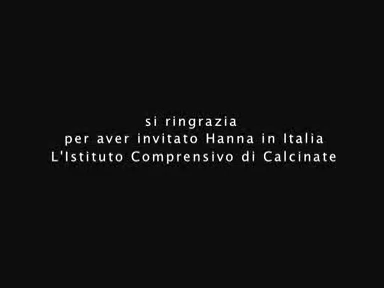 si ringrazia
per aver invitato Hanna in Italia
L'Istituto Comprensivo di Calcinate